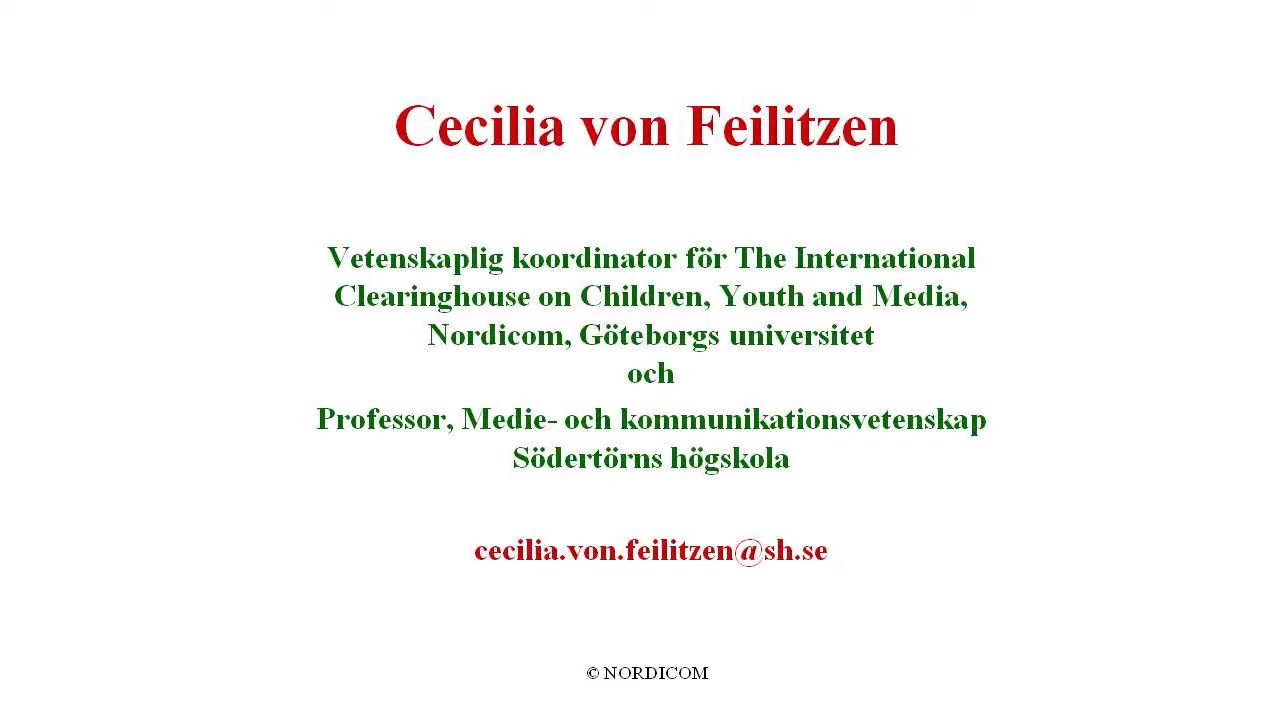 Cecilia von Feilitzen
Vetenskaplig koordinator för The International
Clearinghouse on Children, Youth and Media,
Nordicom, Göteborgs universitet
och
Professor, Medie- och kommunikationsvetenskap
Södertörns högskola
cecilia.von.feilitzen@sh.se
© NORDICOM